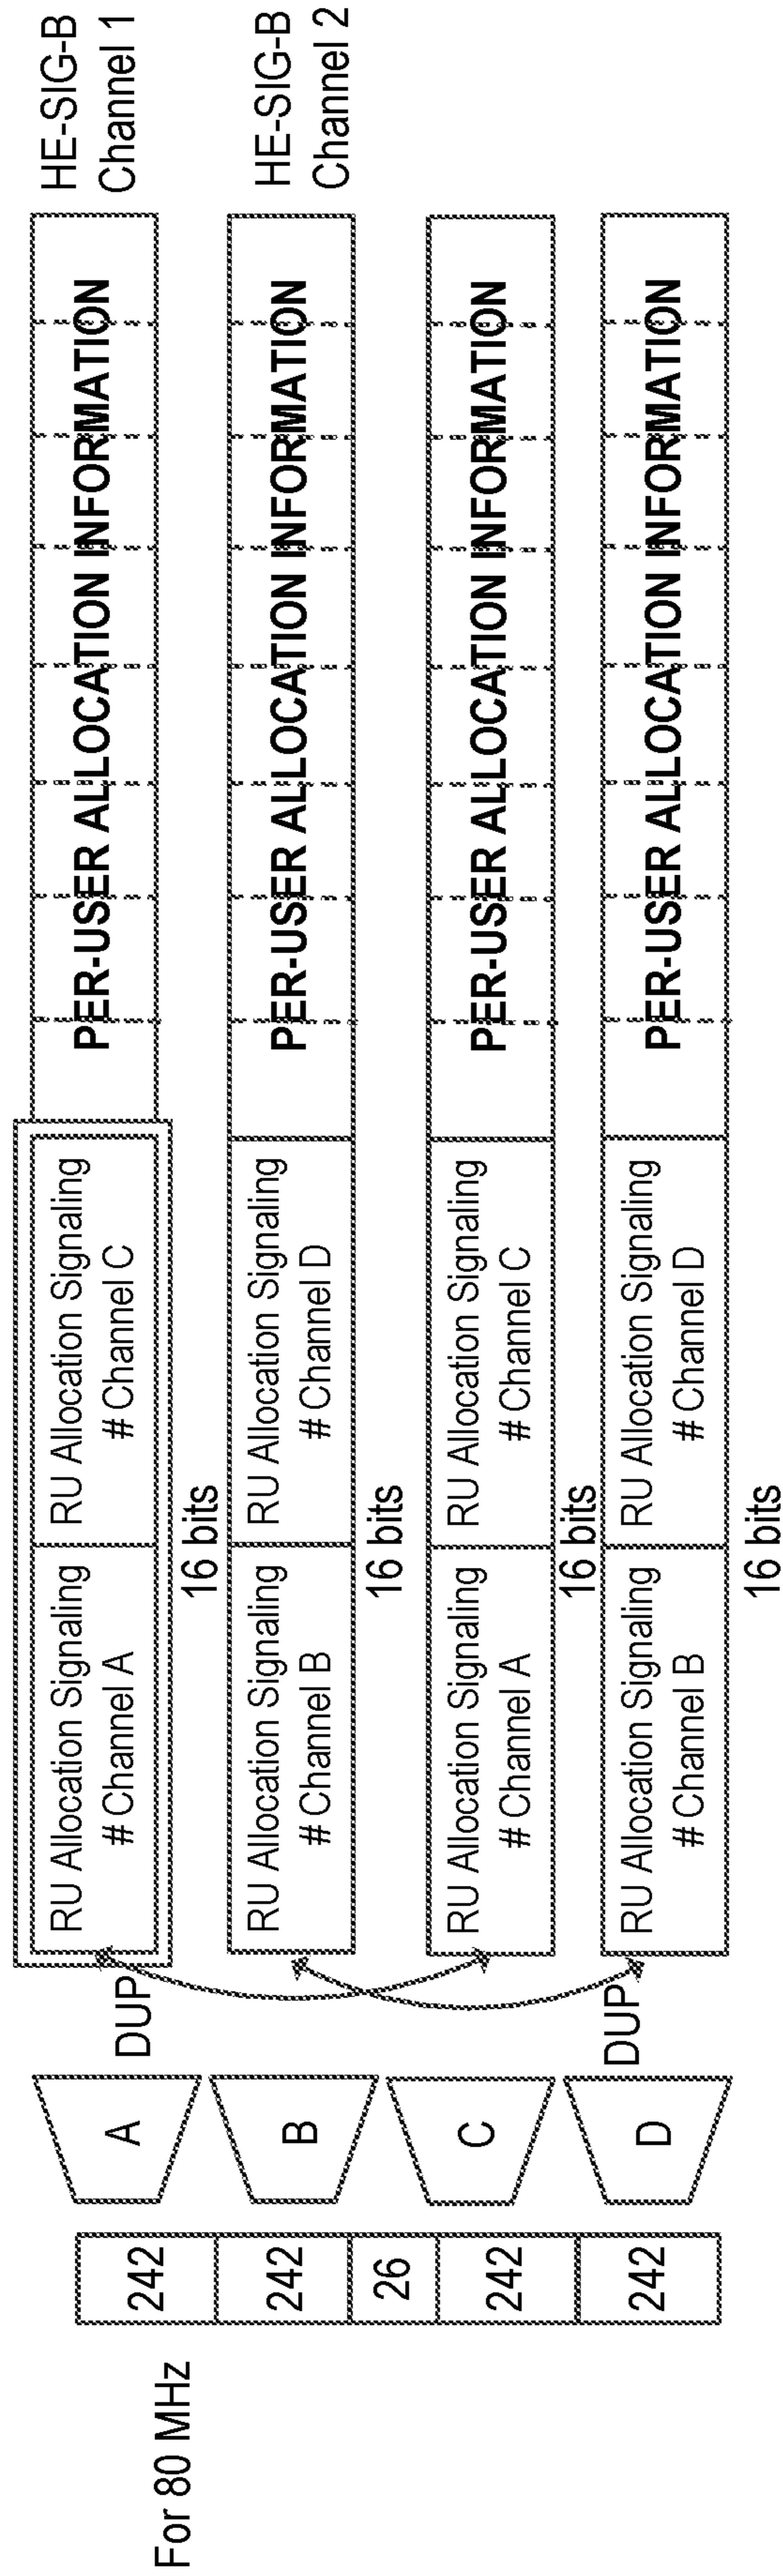 For 80 MHz
242
242
26
242
242
A
B
C
D
DUP
DUP
RU Allocation Signaling
# Channel A
RU Allocation Signaling
# Channel C
PER-USER ALLOCATION INFORMATION
HE-SIG-B
Channel 1
16 bits
RU Allocation Signaling
# Channel B
RU Allocation Signaling
# Channel D
PER-USER ALLOCATION INFORMATION
HE-SIG-B
Channel 2
16 bits
RU Allocation Signaling
# Channel A
RU Allocation Signaling
# Channel C
PER-USER ALLOCATION INFORMATION
16 bits
RU Allocation Signaling
# Channel B
RU Allocation Signaling
# Channel D
PER-USER ALLOCATION INFORMATION
16 bits